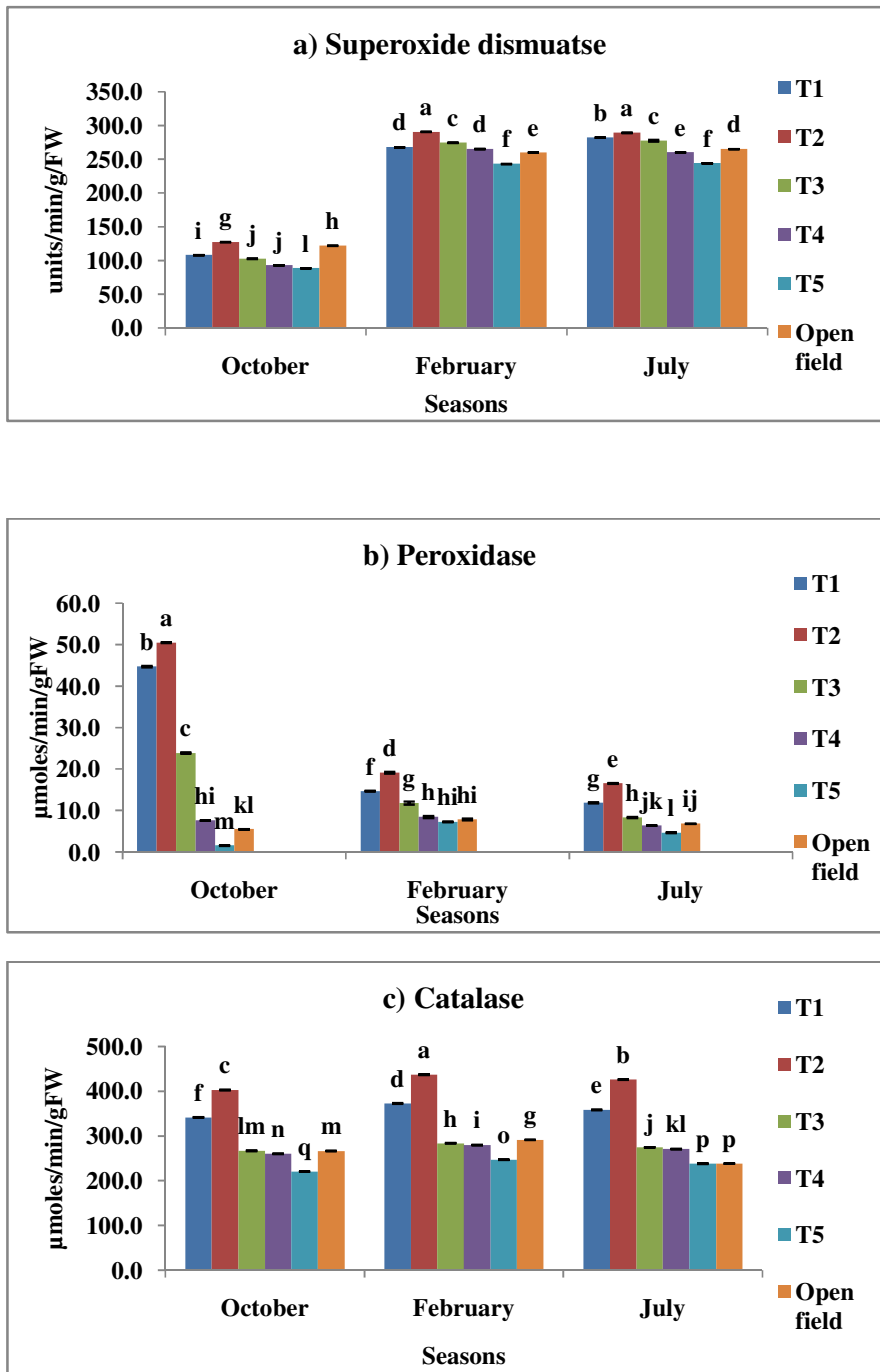 a) Superoxide dismuatse
units/min/g/FW
350.0
300.0
250.0
200.0
150.0
100.0
50.0
0.0
i g j j l h
d a c d f e
b a c e f d
October February July
Seasons
T1
T2
T3
T4
T5
Open
field
b) Peroxidase
µmoles/min/gFW
60.0
50.0
40.0
30.0
20.0
10.0
0.0
b a c hi m kl
f d g h hi hi
g e h jk l ij
October February July
Seasons
T1
T2
T3
T4
T5
Open
field
c) Catalase
µmoles/min/gFW
500.0
400.0
300.0
200.0
100.0
0.0
f c lm n q m
d a h i o g
e b j kl p p
October February July
Seasons
T1
T2
T3
T4
T5
Open
field